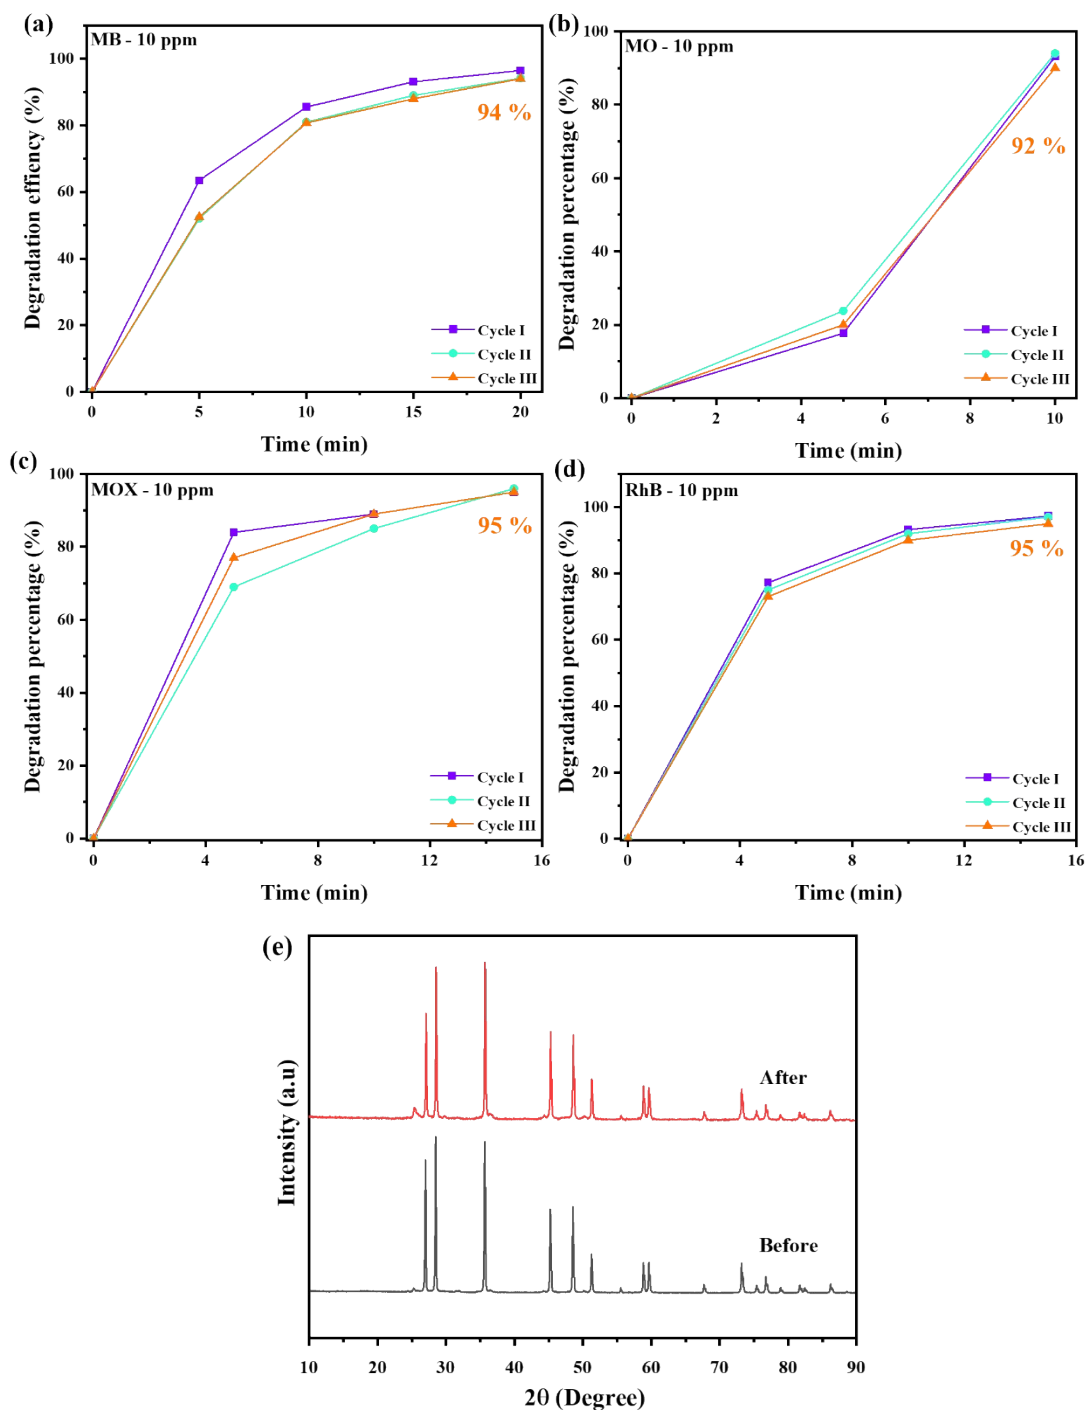 (a)
MB - 10 ppm
Degradation effiency (%)
100
80
60
40
20
0
94 %
Cycle I
Cycle II
Cycle III
0 5 10 15 20
Time (min)
(b)
MO - 10 ppm
Degradation percentage (%)
100
80
60
40
20
0
92 %
Cycle I
Cycle II
Cycle III
0 2 4 6 8 10
Time (min)
(c)
MOX - 10 ppm
Degradation percentage (%)
100
80
60
40
20
0
95 %
Cycle I
Cycle II
Cycle III
0 4 8 12 16
Time (min)
(d)
RhB - 10 ppm
Degradation percentage (%)
100
80
60
40
20
0
95 %
Cycle I
Cycle II
Cycle III
0 4 8 12 16
Time (min)
(e)
Intensity (a.u)
After
Before
10 20 30 40 50 60 70 80 90
2θ (Degree)